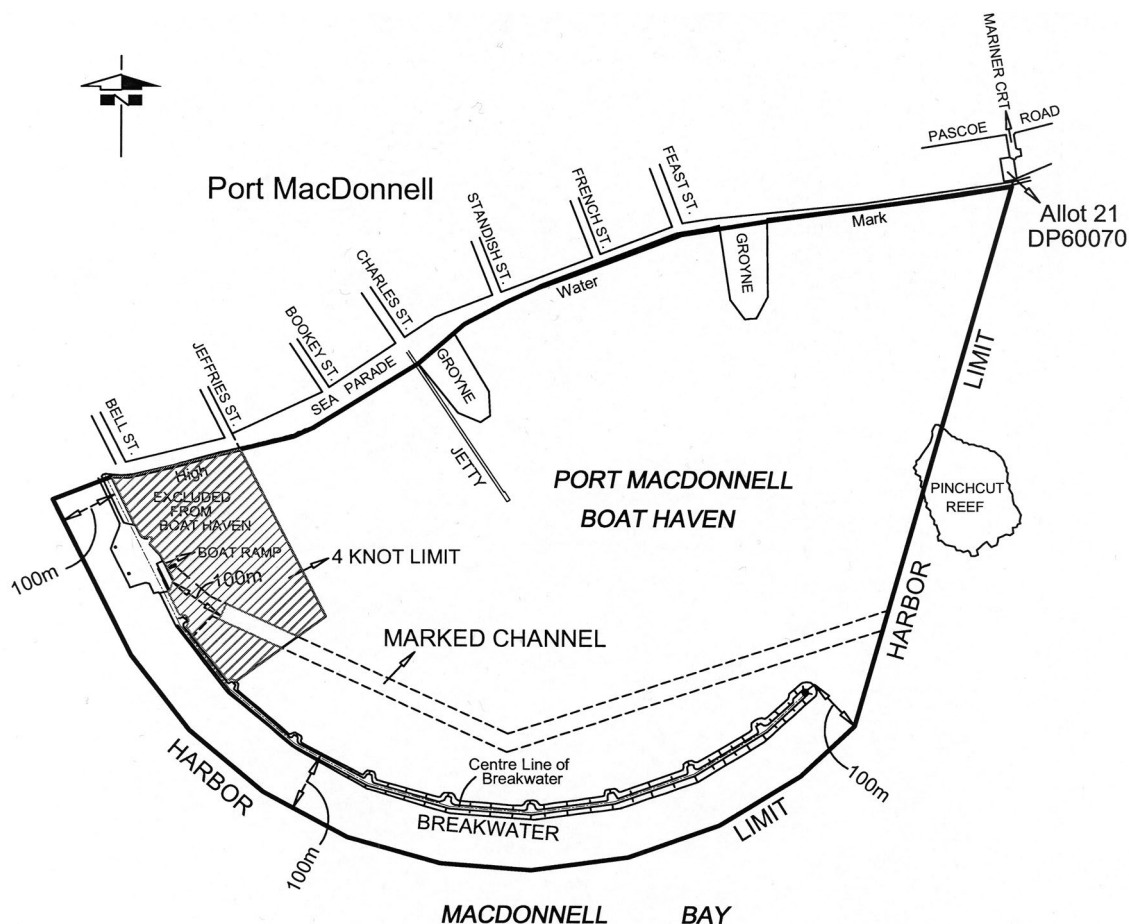 MARINER CRT
PASCOE ROAD
N
Port MacDonnell
Allot 21
DP60070
FEAST ST.
FRENCH ST.
STANDISH ST.
CHARLES ST.
BOOKEY ST.
JEFFRIES ST.
BELL ST.
Mark
Water
High
GROYNE
GROYNE
SEA PARADE
JETTY
LIMIT
HARBOR
PINCHCUT
REEF
PORT MACDONNELL
BOAT HAVEN
EXCLUDED
FROM
BOAT HAVEN
BOAT RAMP
100m
100m
4 KNOT LIMIT
MARKED CHANNEL
Centre Line of
Breakwater
BREAKWATER
HARBOR
LIMIT
100m
100m
MACDONNELL BAY